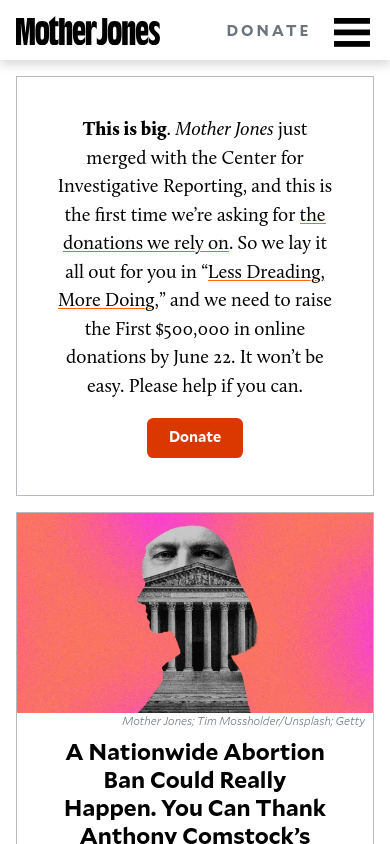 Mother Jones
DONATE
This is big. Mother Jones just
merged with the Center for
Investigative Reporting, and this is
the first time we’re asking for the
donations we rely on. So we lay it
all out for you in “Less Dreading,
More Doing,” and we need to raise
the First $500,000 in online
donations by June 22. It won’t be
easy. Please help if you can.
Donate
Mother Jones; Tim Mossholder/Unsplash; Getty
A Nationwide Abortion
Ban Could Really
Happen. You Can Thank
Anthony Comstock’s